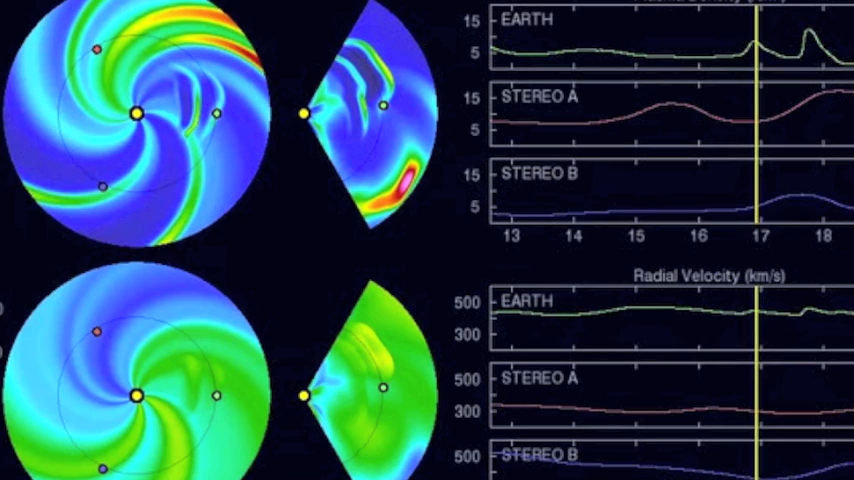 15
EARTH
5
15
STEREO A
5
15
STEREO B
5
13 14 15 16 17 18
Radial Velocity (km/s)
500
EARTH
300
500
STEREO A
300
500
STEREO B